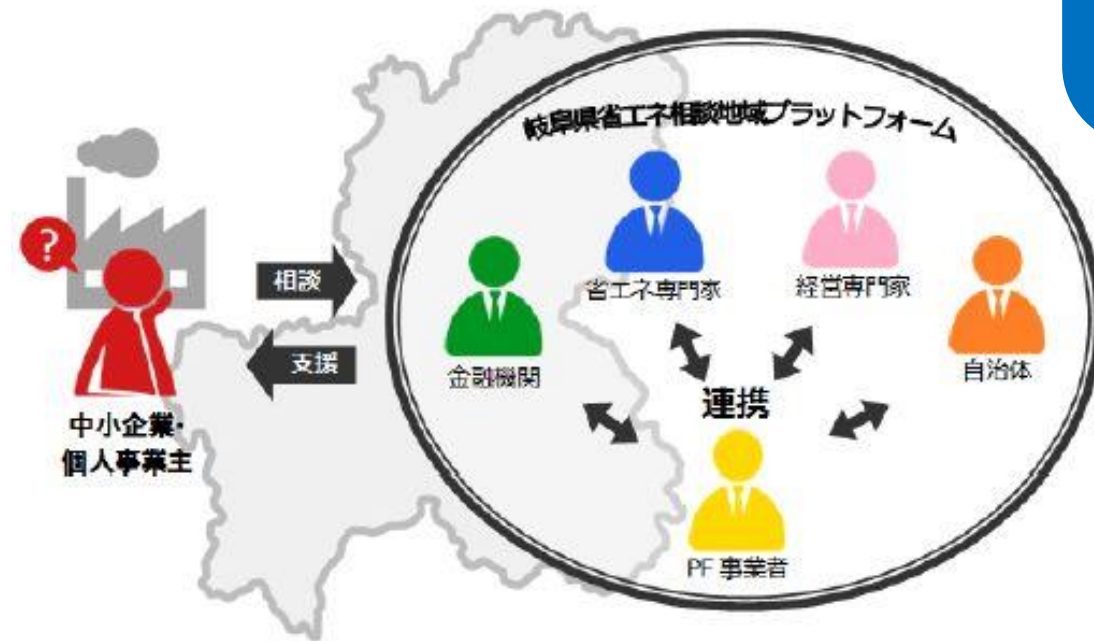 岐阜県省エネ相談地域プラットフォーム
?
相談
支援
中小企業・
個人事業主
省エネ専門家
経営専門家
金融機関
自治体
連携
PF 事業者